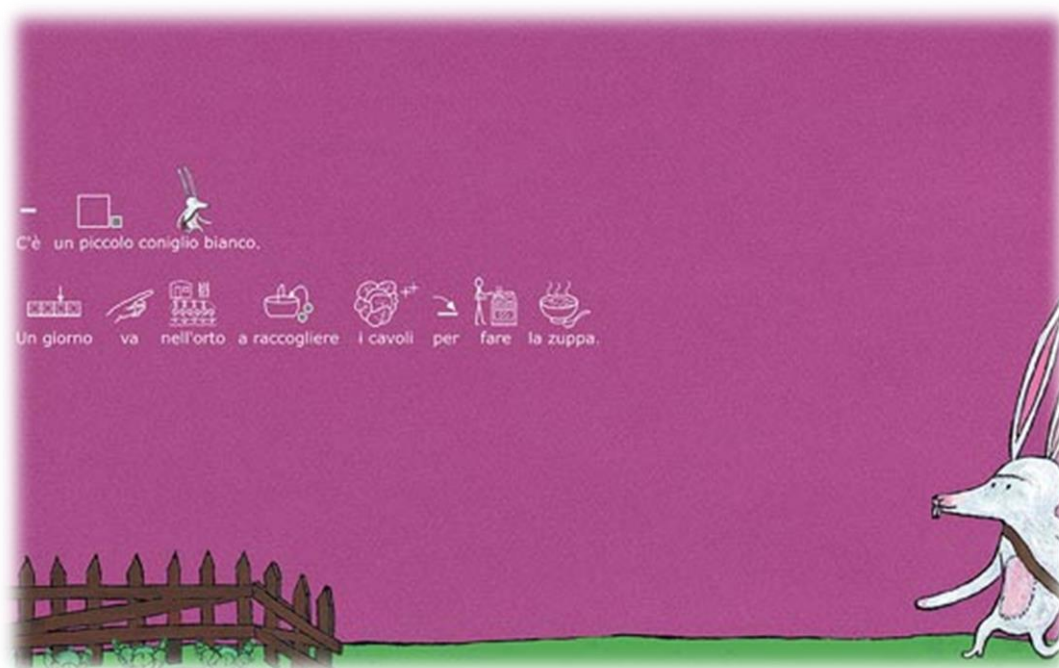 C'è un piccolo coniglio bianco.
Un giorno va nell'orto a raccogliere i cavoli per fare la zuppa.